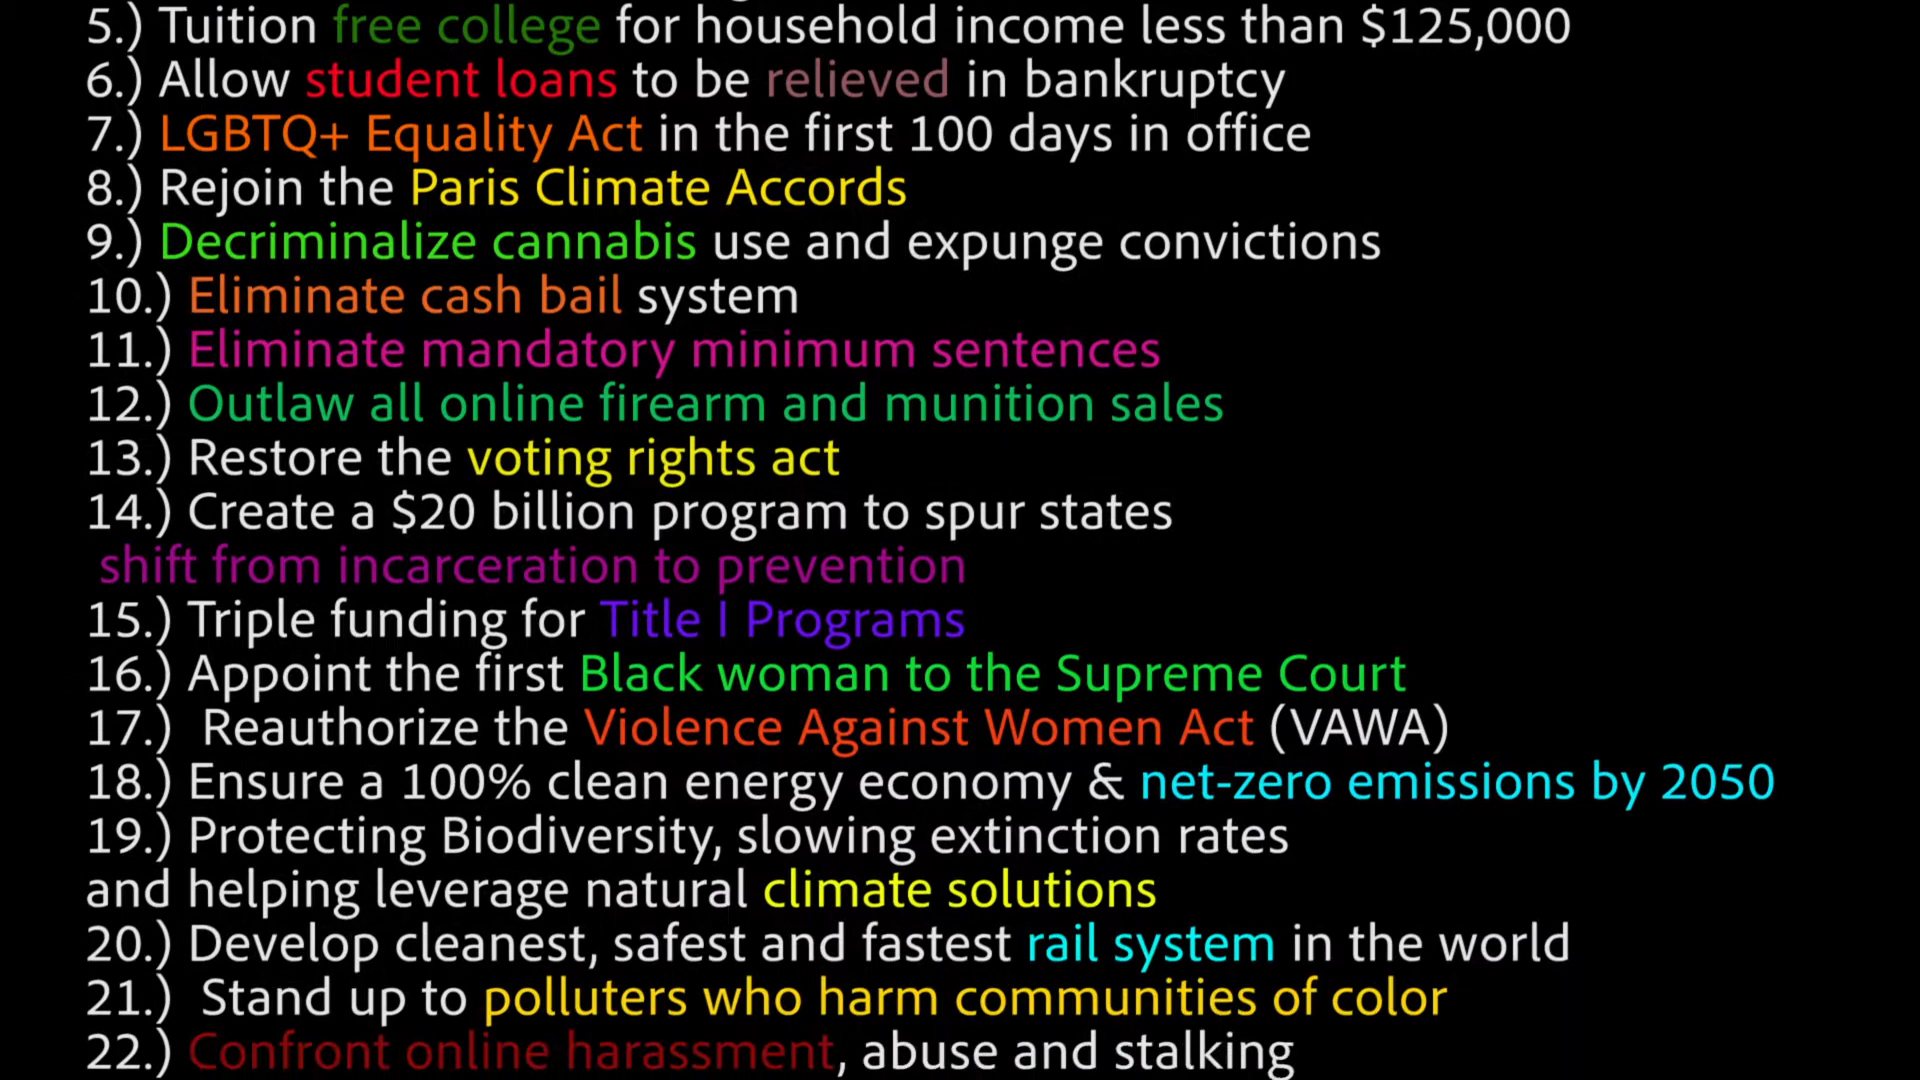 5.) Tuition free college for household income less than $125,000
6.) Allow student loans to be relieved in bankruptcy
7.) LGBTQ+ Equality Act in the first 100 days in office
8.) Rejoin the Paris Climate Accords
9.) Decriminalize cannabis use and expunge convictions
10.) Eliminate cash bail system
11.) Eliminate mandatory minimum sentences
12.) Outlaw all online firearm and munition sales
13.) Restore the voting rights act
14.) Create a $20 billion program to spur states
shift from incarceration to prevention
15.) Triple funding for Title I Programs
16.) Appoint the first Black woman to the Supreme Court
17.) Reauthorize the Violence Against Women Act (VAWA)
18.) Ensure a 100% clean energy economy & net-zero emissions by 2050
19.) Protecting Biodiversity, slowing extinction rates
and helping leverage natural climate solutions
20.) Develop cleanest, safest and fastest rail system in the world
21.) Stand up to polluters who harm communities of color
22.) Confront online harassment, abuse and stalking